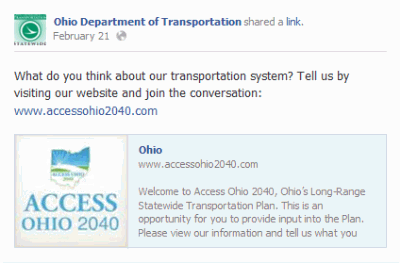 Ohio Department of Transportation shared a link.
February 21
STATEWIDE
What do you think about our transportation system? Tell us by
visiting our website and join the conversation:
www.accessohio2040.com
ACCESS
OHIO 2040
Ohio
www.accessohio2040.com
Welcome to Access Ohio 2040, Ohio's Long-Range
Statewide Transportation Plan. This is an
opportunity for you to provide input into the Plan.
Please view our information and tell us what you